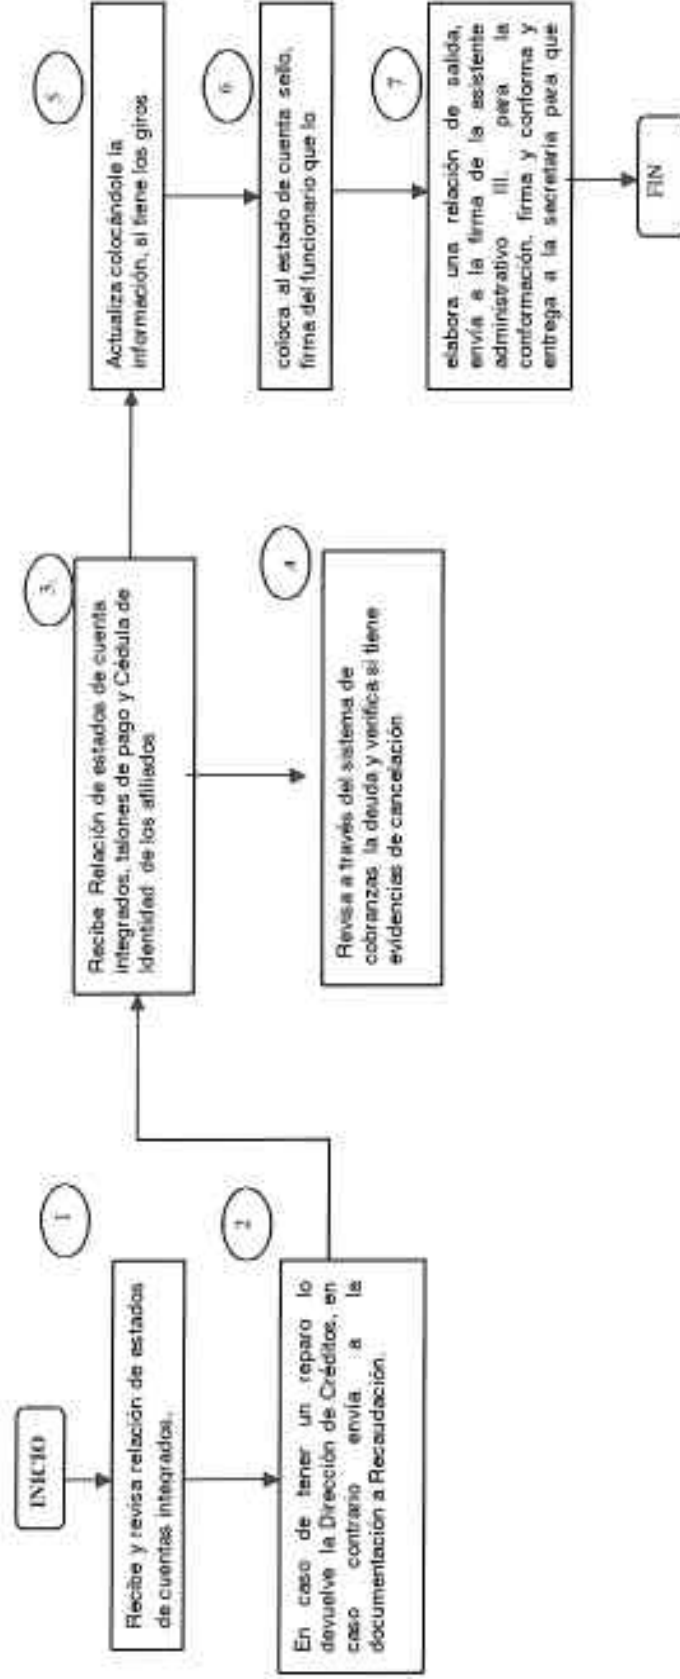 INICIO
1
Recibe y revisa relación de estados
de cuentas integrados.
2
En caso de tener un reparo lo
devuelve la Dirección de Créditos, en
caso contrario envía a la
documentación a Recaudación.
3.
Recibe Relación de estados de cuenta
integrados, talones de pago y Cédula de
Identidad de los afiliados
4
Revisa a través del sistema de
cobranzas la deuda y verifica si tiene
evidencias de cancelación
5
Actualiza colocándole la
información, si tiene los giros
6
coloca al estado de cuenta sello,
firma del funcionario que lo
7
elabora una relación de salida,
envía a la firma de la asistente
administrativo III. para la
conformación, firma y conforma y
entrega a la secretaria para que
FIN